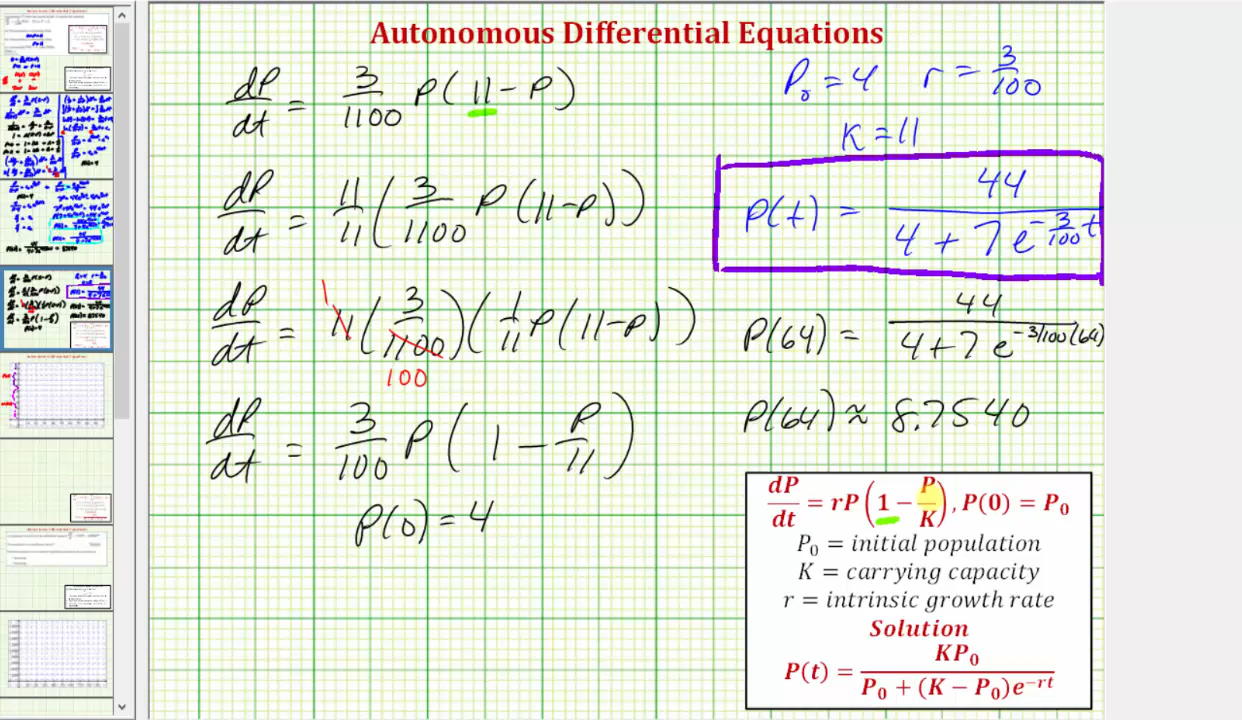 Autonomous Differential Equations
dP/dt = 3/1100 P(11 - P)
dP/dt = 11/11 (3/1100 P(11-P))
dP/dt = 11 (3/1100)(1/11 P(11-P))
1
100
dP/dt = 3/100 P(1 - P/11)
P(0) = 4
P₀ = 4 r = 3/100
K = 11
P(t) = 44/(4 + 7e^(-3/100 t))
P(64) = 44/(4+7e^(-3/100(64)))
P(64) ≈ 8.7540
dP/dt = rP(1 - P/K), P(0) = P₀
P₀ = initial population
K = carrying capacity
r = intrinsic growth rate
Solution
P(t) = KP₀/(P₀ + (K - P₀)e^(-rt))